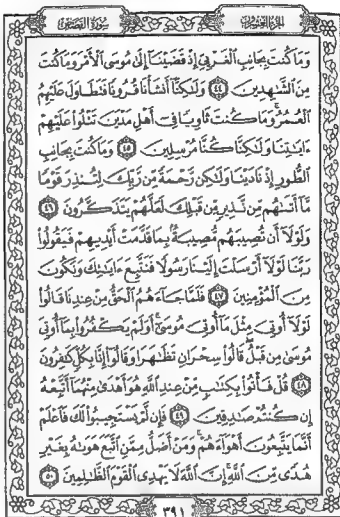 سورة القصص
الجزء العشرون
وَمَا كُنتَ بِجَانِبِ ٱلْغَرْبِىِّ إِذْ قَضَيْنَآ إِلَىٰ مُوسَى ٱلْأَمْرَ وَمَا كُنتَ
مِنَ ٱلشَّٰهِدِينَ ٤٤ وَلَٰكِنَّآ أَنشَأْنَا قُرُونًا فَتَطَاوَلَ عَلَيْهِمُ
ٱلْعُمُرُ ۚ وَمَا كُنتَ ثَاوِيًا فِىٓ أَهْلِ مَدْيَنَ تَتْلُوا۟ عَلَيْهِمْ
ءَايَٰتِنَا وَلَٰكِنَّا كُنَّا مُرْسِلِينَ ٤٥ وَمَا كُنتَ بِجَانِبِ
ٱلطُّورِ إِذْ نَادَيْنَا وَلَٰكِن رَّحْمَةً مِّن رَّبِّكَ لِتُنذِرَ قَوْمًا
مَّآ أَتَىٰهُم مِّن نَّذِيرٍ مِّن قَبْلِكَ لَعَلَّهُمْ يَتَذَكَّرُونَ ٤٦
وَلَوْلَآ أَن تُصِيبَهُم مُّصِيبَةٌۢ بِمَا قَدَّمَتْ أَيْدِيهِمْ فَيَقُولُوا۟
رَبَّنَا لَوْلَآ أَرْسَلْتَ إِلَيْنَا رَسُولًا فَنَتَّبِعَ ءَايَٰتِكَ وَنَكُونَ
مِنَ ٱلْمُؤْمِنِينَ ٤٧ فَلَمَّا جَآءَهُمُ ٱلْحَقُّ مِنْ عِندِنَا قَالُوا۟
لَوْلَآ أُوتِىَ مِثْلَ مَآ أُوتِىَ مُوسَىٰٓ ۚ أَوَلَمْ يَكْفُرُوا۟ بِمَآ أُوتِىَ
مُوسَىٰ مِن قَبْلُ ۖ قَالُوا۟ سِحْرَانِ تَظَٰهَرَا وَقَالُوٓا۟ إِنَّا بِكُلٍّ كَٰفِرُونَ
٤٨ قُلْ فَأْتُوا۟ بِكِتَٰبٍ مِّنْ عِندِ ٱللَّهِ هُوَ أَهْدَىٰ مِنْهُمَآ أَتَّبِعْهُ
إِن كُنتُمْ صَٰدِقِينَ ٤٩ فَإِن لَّمْ يَسْتَجِيبُوا۟ لَكَ فَٱعْلَمْ
أَنَّمَا يَتَّبِعُونَ أَهْوَآءَهُمْ ۚ وَمَنْ أَضَلُّ مِمَّنِ ٱتَّبَعَ هَوَىٰهُ بِغَيْرِ
هُدًى مِّنَ ٱللَّهِ ۚ إِنَّ ٱللَّهَ لَا يَهْدِى ٱلْقَوْمَ ٱلظَّٰلِمِينَ ٥٠
٣٩١